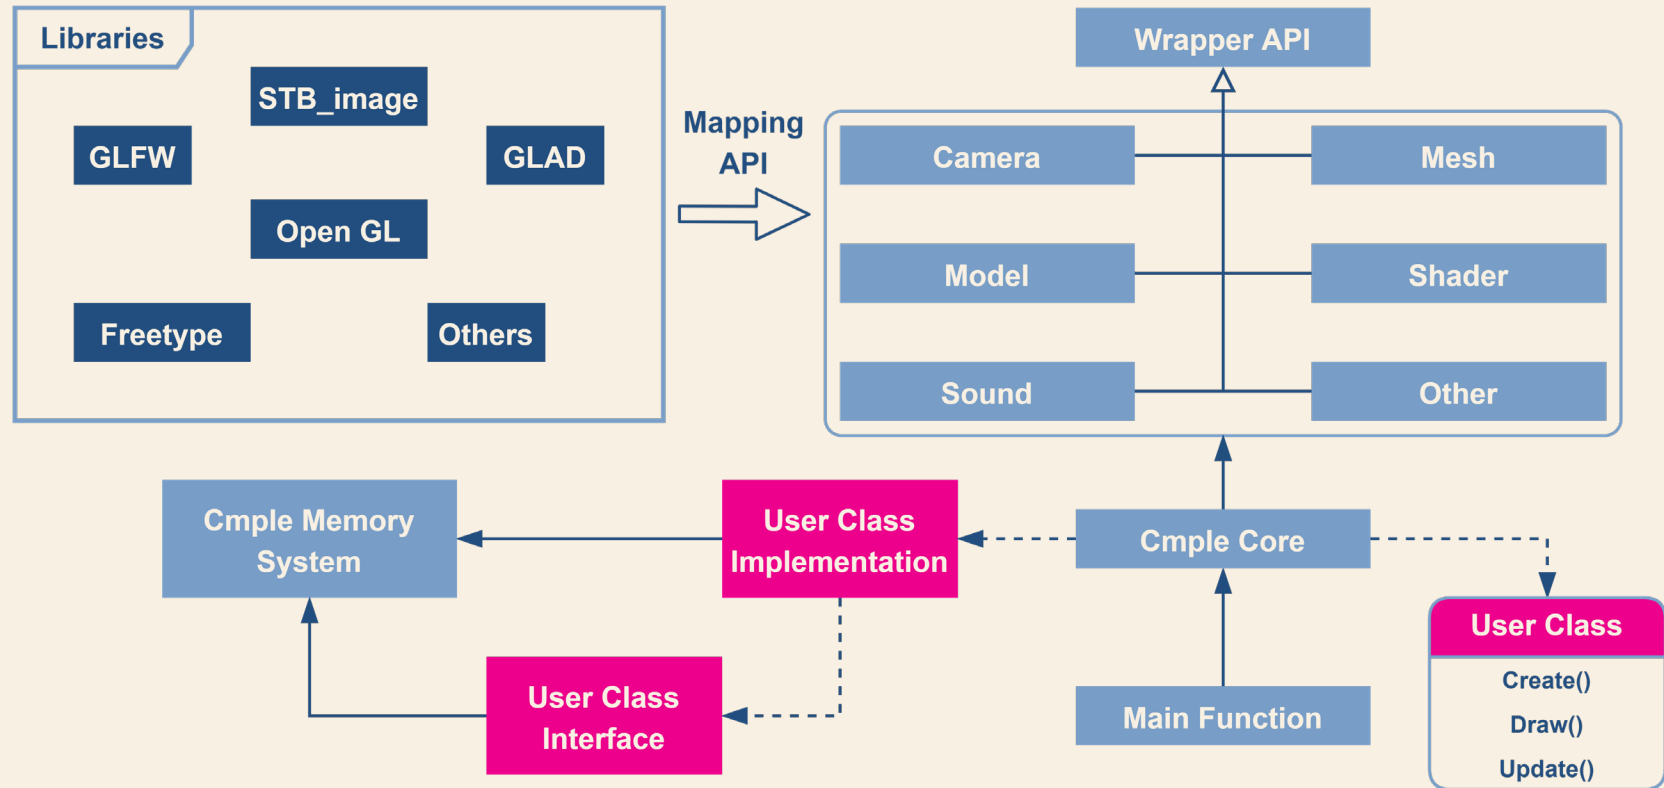 Libraries
STB_image
GLFW
GLAD
Open GL
Freetype
Others
Mapping
API
Wrapper API
Camera
Mesh
Model
Shader
Sound
Other
Cmple Memory
System
User Class
Implementation
Cmple Core
User Class
Interface
Main Function
User Class
Create()
Draw()
Update()